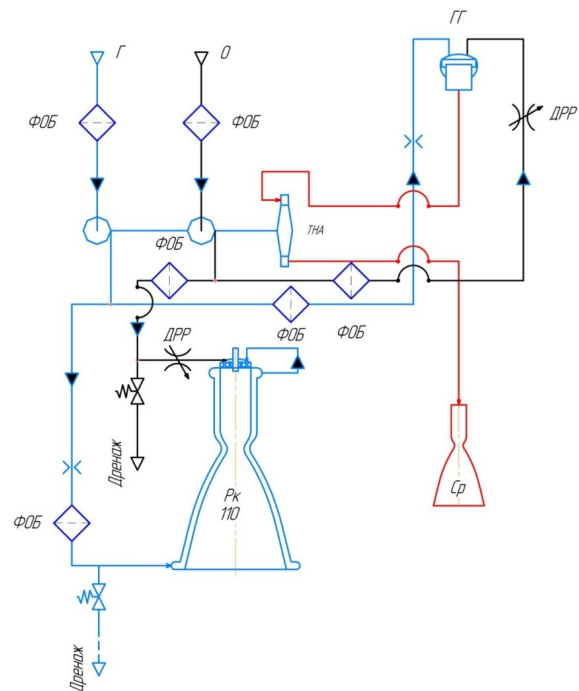 ГГ
Г
О
ФОБ
ФОБ
ДРР
ТНА
ФОБ
ФОБ
ФОБ
ДРР
Дренаж
Рк
110
Ср
ФОБ
Дренаж